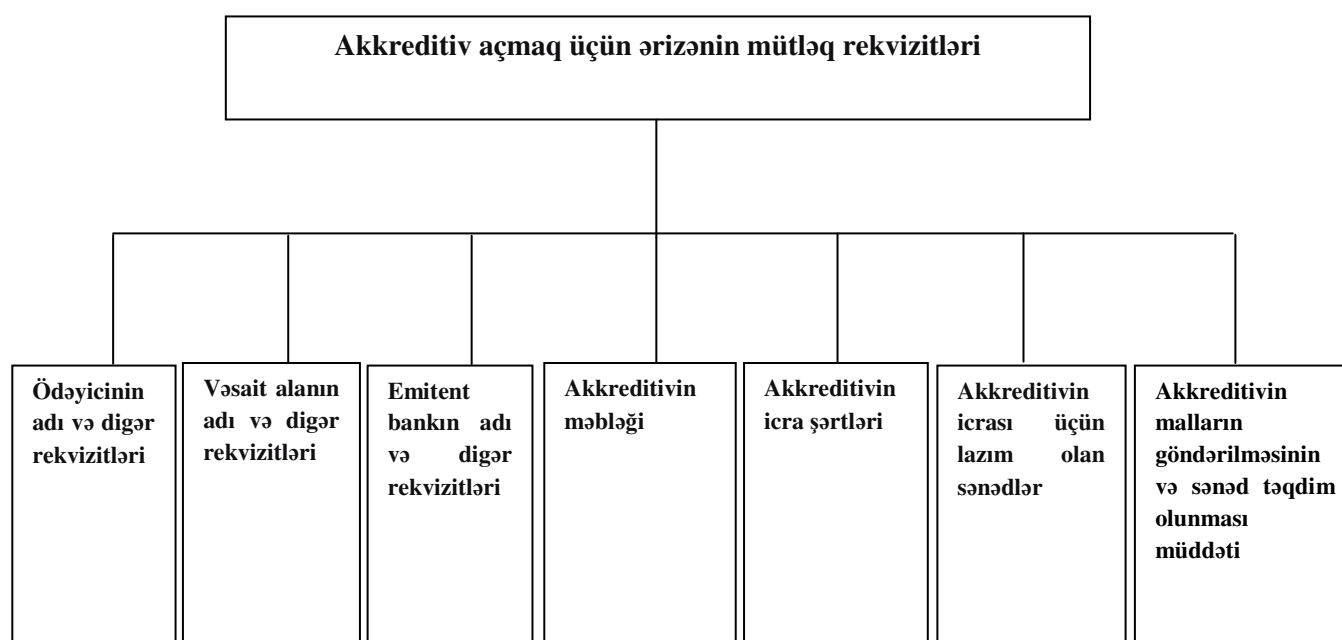 Akkreditiv açmaq üçün ərizənin mütləq rekvizitləri
Ödəyicinin
adı və digər
rekvizitləri
Vəsait alanın
adı və digər
rekvizitləri
Emitent
bankın adı
və digər
rekvizitləri
Akkreditivin
məbləği
Akkreditivin
icra şərtləri
Akkreditivin
icrası üçün
lazım olan
sənədlər
Akkreditivin
malların
göndərilməsinin
və sənəd təqdim
olunması
müddəti